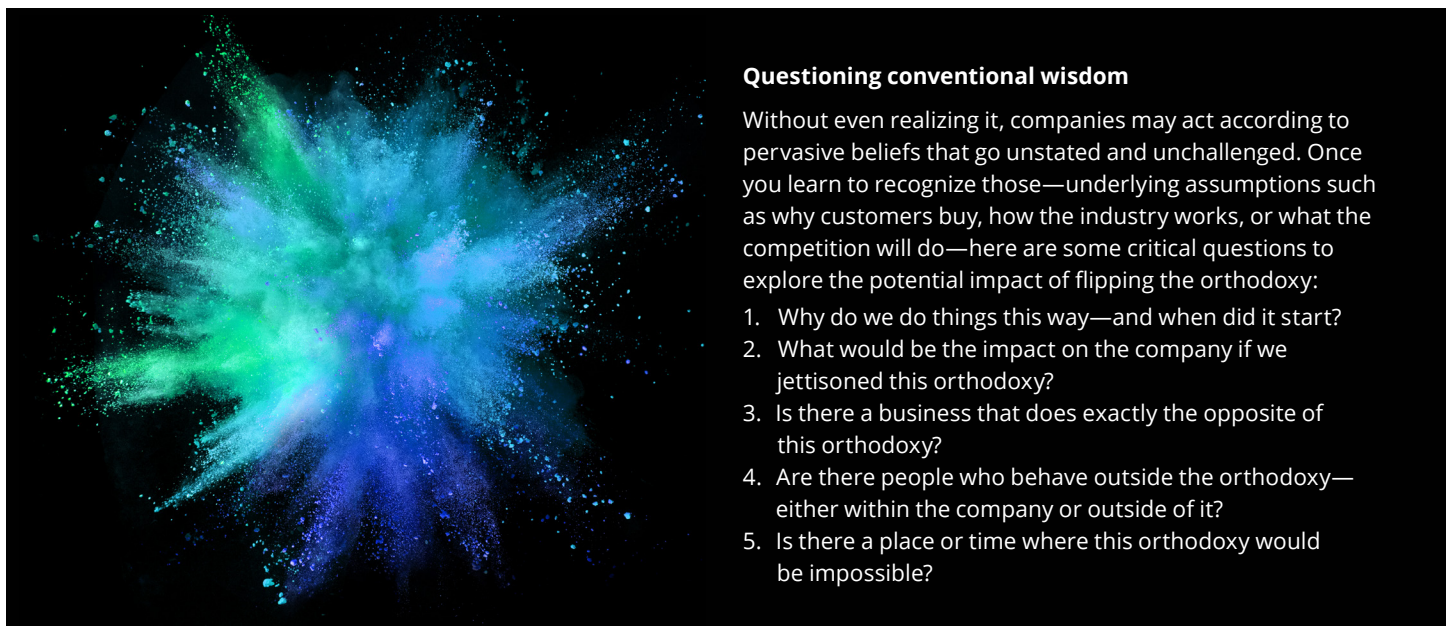 Questioning conventional wisdom
Without even realizing it, companies may act according to
pervasive beliefs that go unstated and unchallenged. Once
you learn to recognize those—underlying assumptions such
as why customers buy, how the industry works, or what the
competition will do—here are some critical questions to
explore the potential impact of flipping the orthodoxy:
1. Why do we do things this way—and when did it start?
2. What would be the impact on the company if we
jettisoned this orthodoxy?
3. Is there a business that does exactly the opposite of
this orthodoxy?
4. Are there people who behave outside the orthodoxy—
either within the company or outside of it?
5. Is there a place or time where this orthodoxy would
be impossible?